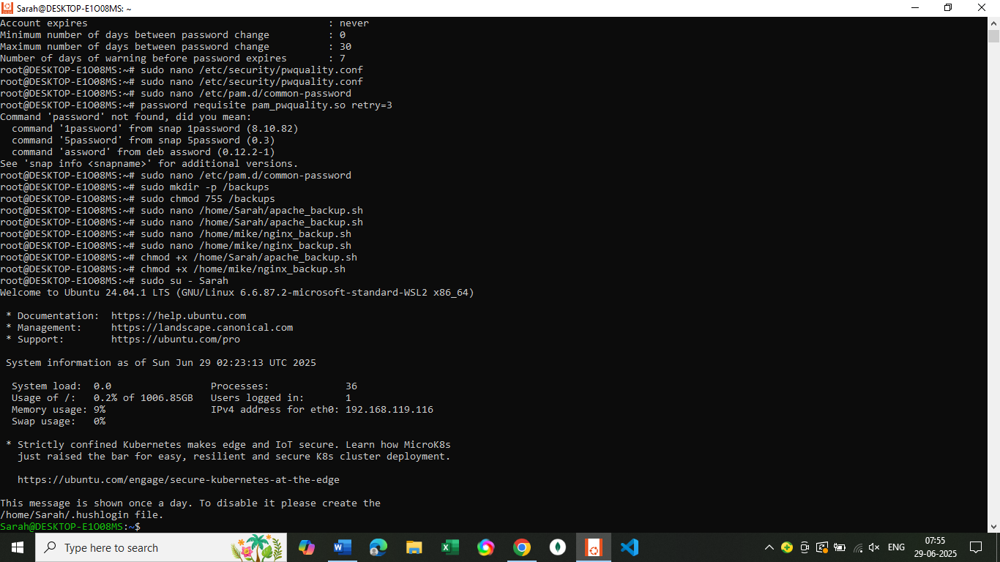 Sarah@DESKTOP-E1O08MS: ~
Account expires                                         : never
Minimum number of days between password change          : 0
Maximum number of days between password change          : 30
Number of days of warning before password expires       : 7
root@DESKTOP-E1O08MS:~# sudo nano /etc/security/pwquality.conf
root@DESKTOP-E1O08MS:~# sudo nano /etc/security/pwquality.conf
root@DESKTOP-E1O08MS:~# sudo nano /etc/pam.d/common-password
root@DESKTOP-E1O08MS:~# password requisite pam_pwquality.so retry=3
Command 'password' not found, did you mean:
  command '1password' from snap 1password (8.10.82)
  command '5password' from snap 5password (0.3)
  command 'assword' from deb assword (0.12.2-1)
See 'snap info <snapname>' for additional versions.
root@DESKTOP-E1O08MS:~# sudo nano /etc/pam.d/common-password
root@DESKTOP-E1O08MS:~# sudo mkdir -p /backups
root@DESKTOP-E1O08MS:~# sudo chmod 755 /backups
root@DESKTOP-E1O08MS:~# sudo nano /home/Sarah/apache_backup.sh
root@DESKTOP-E1O08MS:~# sudo nano /home/Sarah/apache_backup.sh
root@DESKTOP-E1O08MS:~# sudo nano /home/mike/nginx_backup.sh
root@DESKTOP-E1O08MS:~# sudo nano /home/mike/nginx_backup.sh
root@DESKTOP-E1O08MS:~# chmod +x /home/Sarah/apache_backup.sh
root@DESKTOP-E1O08MS:~# chmod +x /home/mike/nginx_backup.sh
root@DESKTOP-E1O08MS:~# sudo su - Sarah
Welcome to Ubuntu 24.04.1 LTS (GNU/Linux 6.6.87.2-microsoft-standard-WSL2 x86_64)
 * Documentation:  https://help.ubuntu.com
 * Management:     https://landscape.canonical.com
 * Support:        https://ubuntu.com/pro
 System information as of Sun Jun 29 02:23:13 UTC 2025
  System load:  0.0                 Processes:             36
  Usage of /:   0.2% of 1006.85GB   Users logged in:       1
  Memory usage: 9%                  IPv4 address for eth0: 192.168.119.116
  Swap usage:   0%
 * Strictly confined Kubernetes makes edge and IoT secure. Learn how MicroK8s
   just raised the bar for easy, resilient and secure K8s cluster deployment.
   https://ubuntu.com/engage/secure-kubernetes-at-the-edge
This message is shown once a day. To disable it please create the
/home/Sarah/.hushlogin file.
Sarah@DESKTOP-E1O08MS:~$
Type here to search
ENG
07:55
29-06-2025